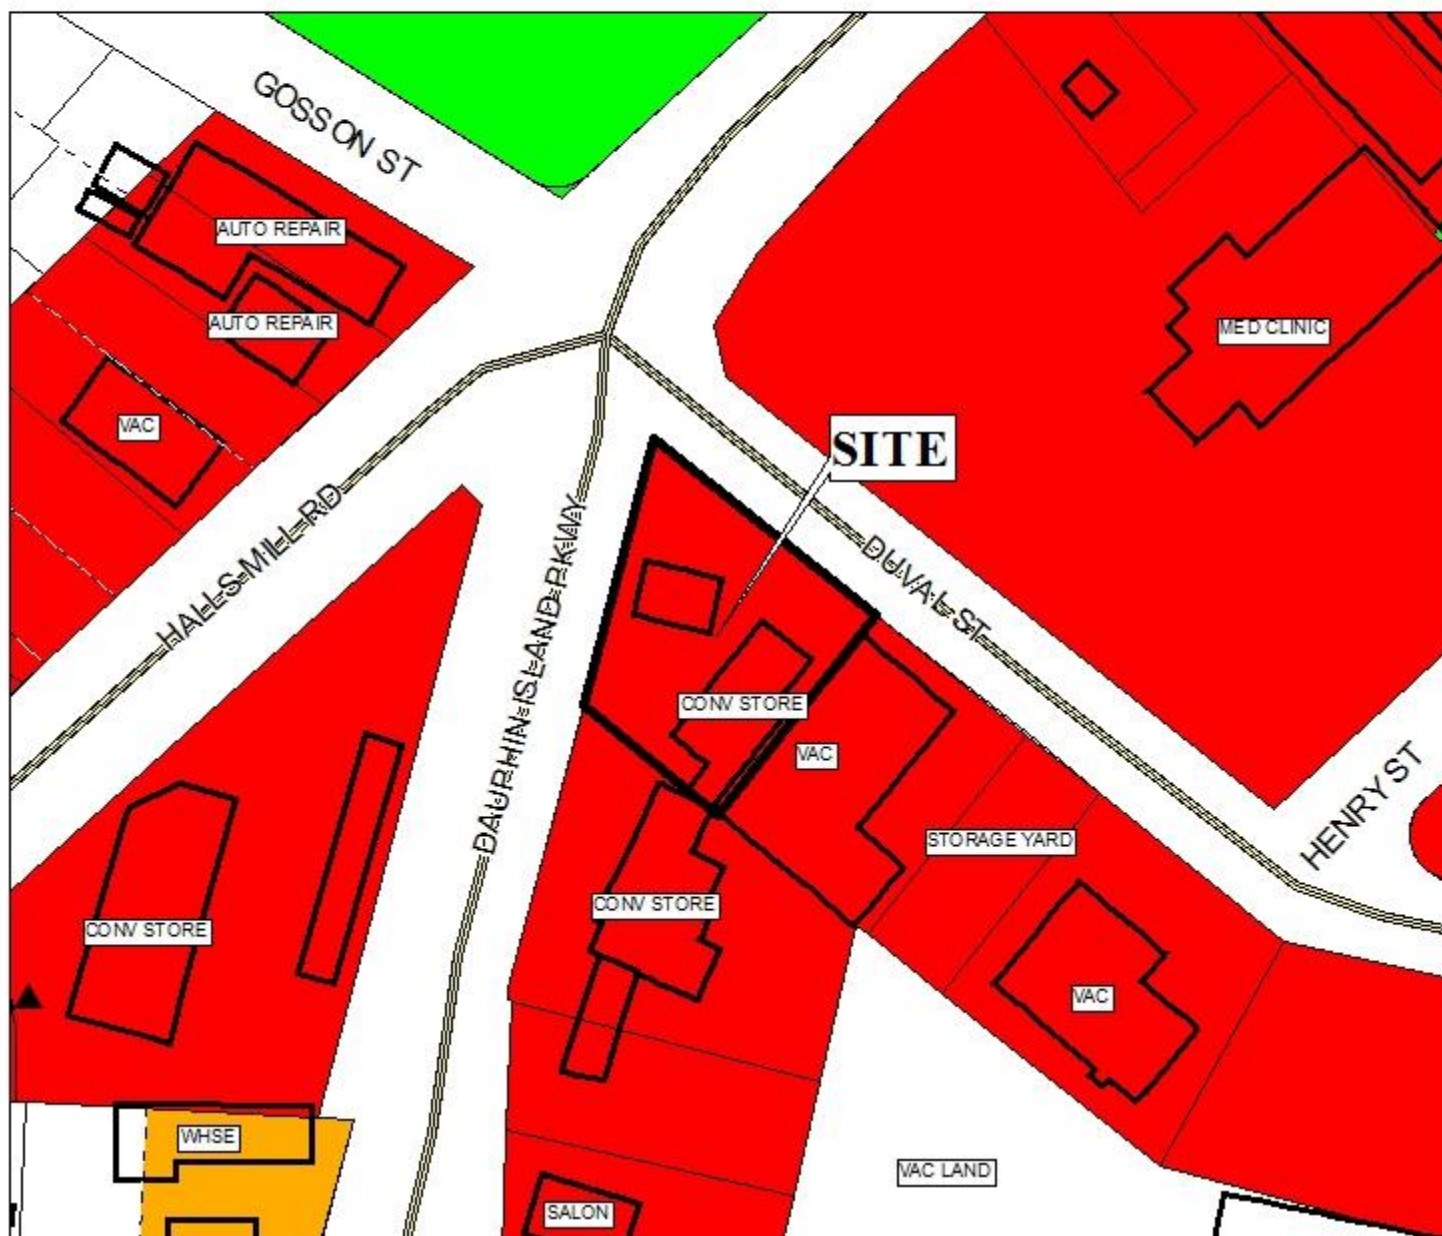 GOSSON ST
AUTO REPAIR
AUTO REPAIR
MED CLINIC
VAC
SITE
HALLS MILL RD
DAUPHIN ISLAND PKWY
DUVAL ST
CONV STORE
VAC
HENRY ST
STORAGE YARD
CONV STORE
CONV STORE
VAC
WHSE
VAC LAND
SALON